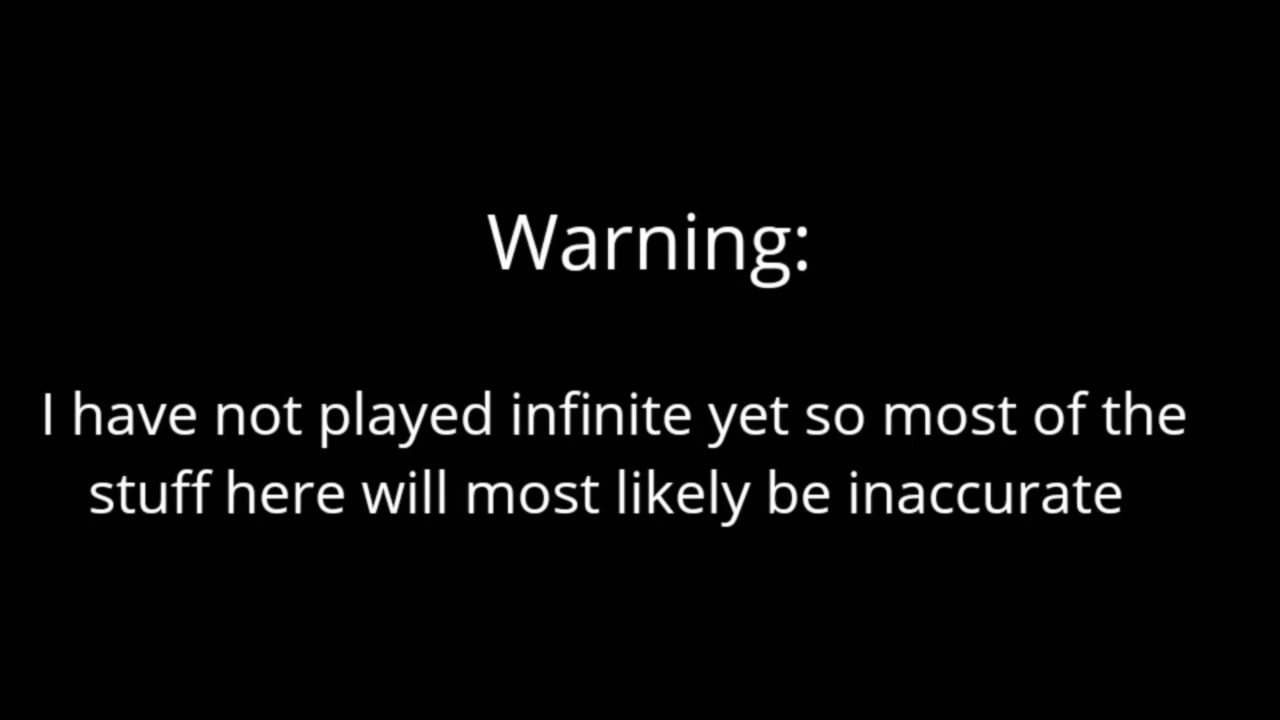 Warning:
I have not played infinite yet so most of the
stuff here will most likely be inaccurate